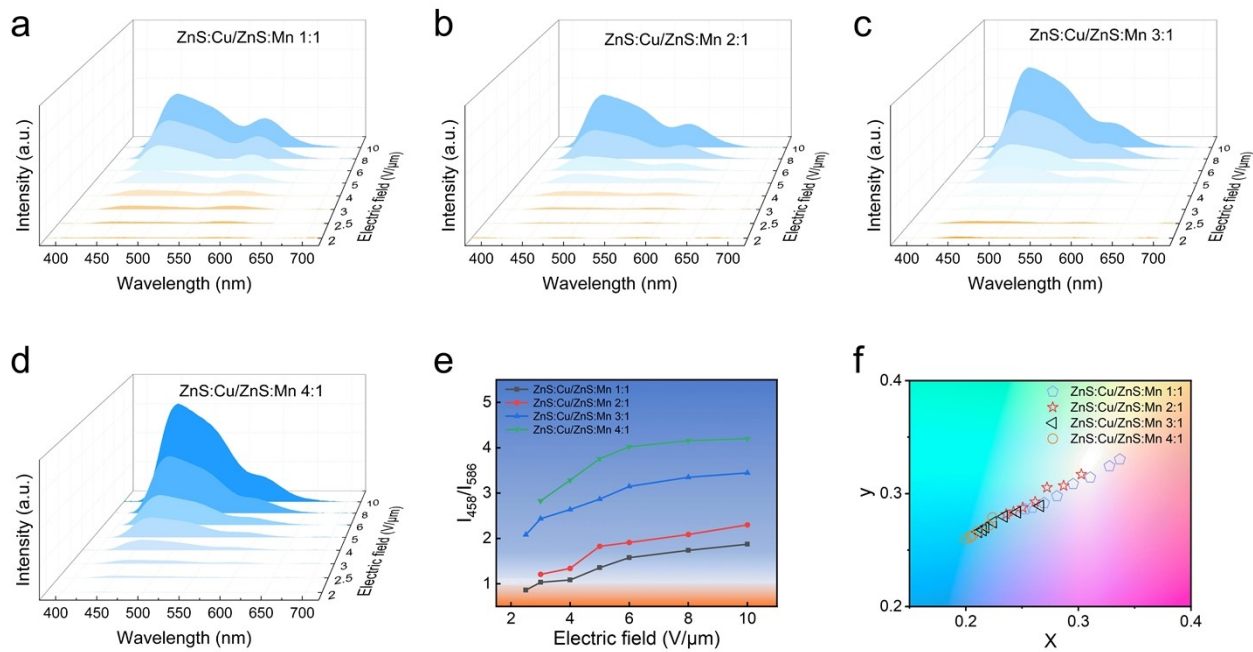 a
ZnS:Cu/ZnS:Mn 1:1
Intensity (a.u.)
400 450 500 550 600 650 700
Wavelength (nm)
10
8
6
5
4
3
2.5
2
Electric field (V/μm)
b
ZnS:Cu/ZnS:Mn 2:1
Intensity (a.u.)
400 450 500 550 600 650 700
Wavelength (nm)
10
8
6
5
4
3
2.5
2
Electric field (V/μm)
c
ZnS:Cu/ZnS:Mn 3:1
Intensity (a.u.)
400 450 500 550 600 650 700
Wavelength (nm)
10
8
6
5
4
3
2.5
2
Electric field (V/μm)
d
ZnS:Cu/ZnS:Mn 4:1
Intensity (a.u.)
400 450 500 550 600 650 700
Wavelength (nm)
10
8
6
5
4
3
2.5
2
Electric field (V/μm)
e
ZnS:Cu/ZnS:Mn 1:1
ZnS:Cu/ZnS:Mn 2:1
ZnS:Cu/ZnS:Mn 3:1
ZnS:Cu/ZnS:Mn 4:1
I458/I586
5
4
3
2
1
2 4 6 8 10
Electric field (V/μm)
f
ZnS:Cu/ZnS:Mn 1:1
ZnS:Cu/ZnS:Mn 2:1
ZnS:Cu/ZnS:Mn 3:1
ZnS:Cu/ZnS:Mn 4:1
y
0.4
0.3
0.2
0.2 0.3 0.4
X